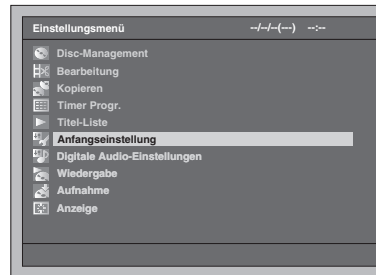 Einstellungsmenü --/--/--(---) --:--
Disc-Management
Bearbeitung
Kopieren
Timer Progr.
Titel-Liste
Anfangseinstellung
Digitale Audio-Einstellungen
Wiedergabe
Aufnahme
Anzeige